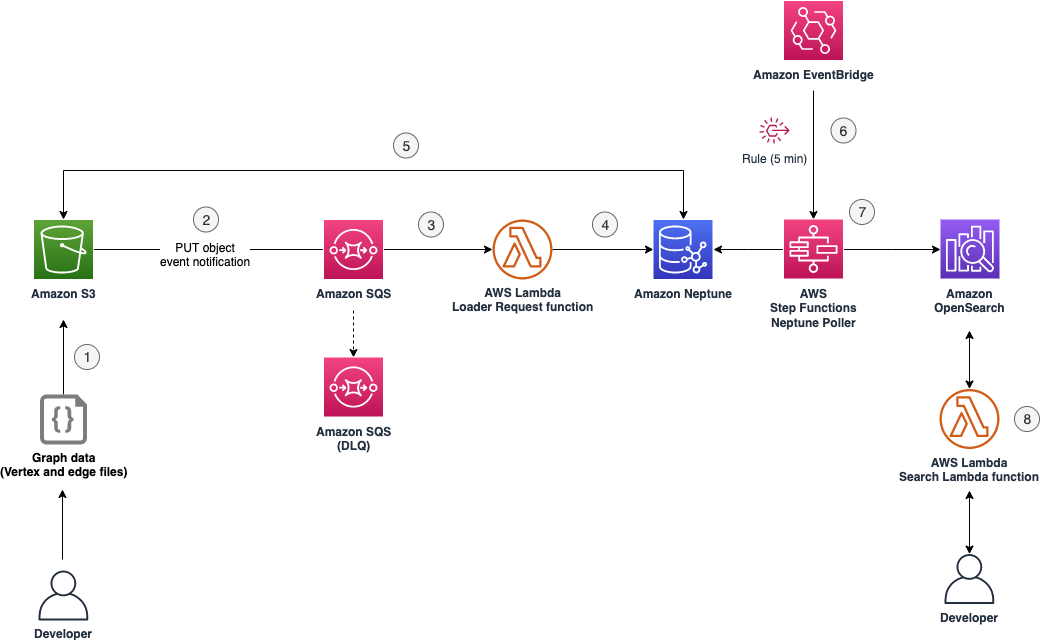 Amazon EventBridge
6
Rule (5 min)
5
2
PUT object
event notification
3
4
7
Amazon S3
Amazon SQS
AWS Lambda
Loader Request function
Amazon Neptune
AWS
Step Functions
Neptune Poller
Amazon
OpenSearch
1
{}
Graph data
(Vertex and edge files)
Amazon SQS
(DLQ)
8
AWS Lambda
Search Lambda function
Developer
Developer